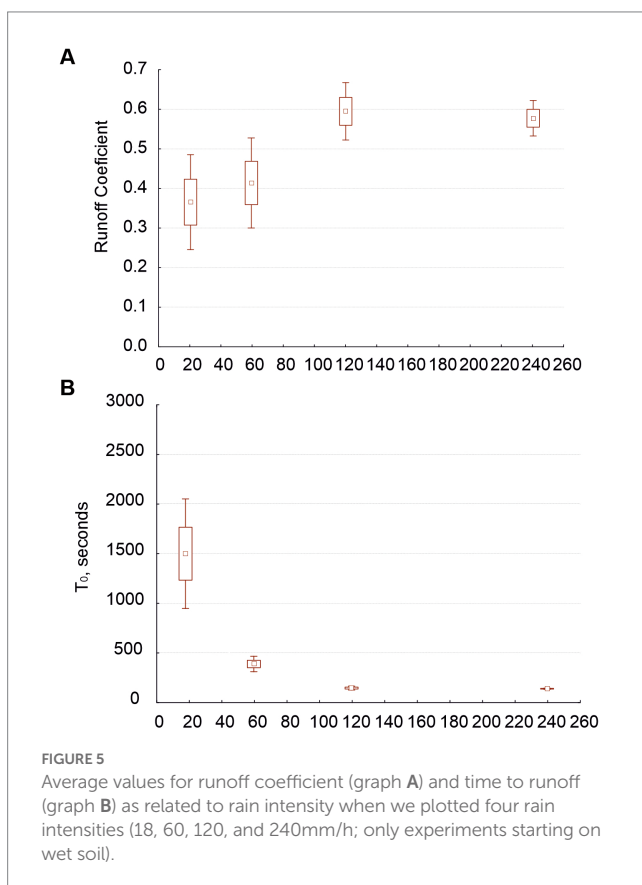 A
0.7
0.6
0.5
0.4
0.3
0.2
0.1
0.0
Runoff Coeficient
0 20 40 60 80 100 120 140 160 180 200 220 240 260
B
3000
2500
2000
1500
1000
500
0
T₀, seconds
0 20 40 60 80 100 120 140 160 180 200 220 240 260
FIGURE 5
Average values for runoff coefficient (graph A) and time to runoff
(graph B) as related to rain intensity when we plotted four rain
intensities (18, 60, 120, and 240mm/h; only experiments starting on
wet soil).